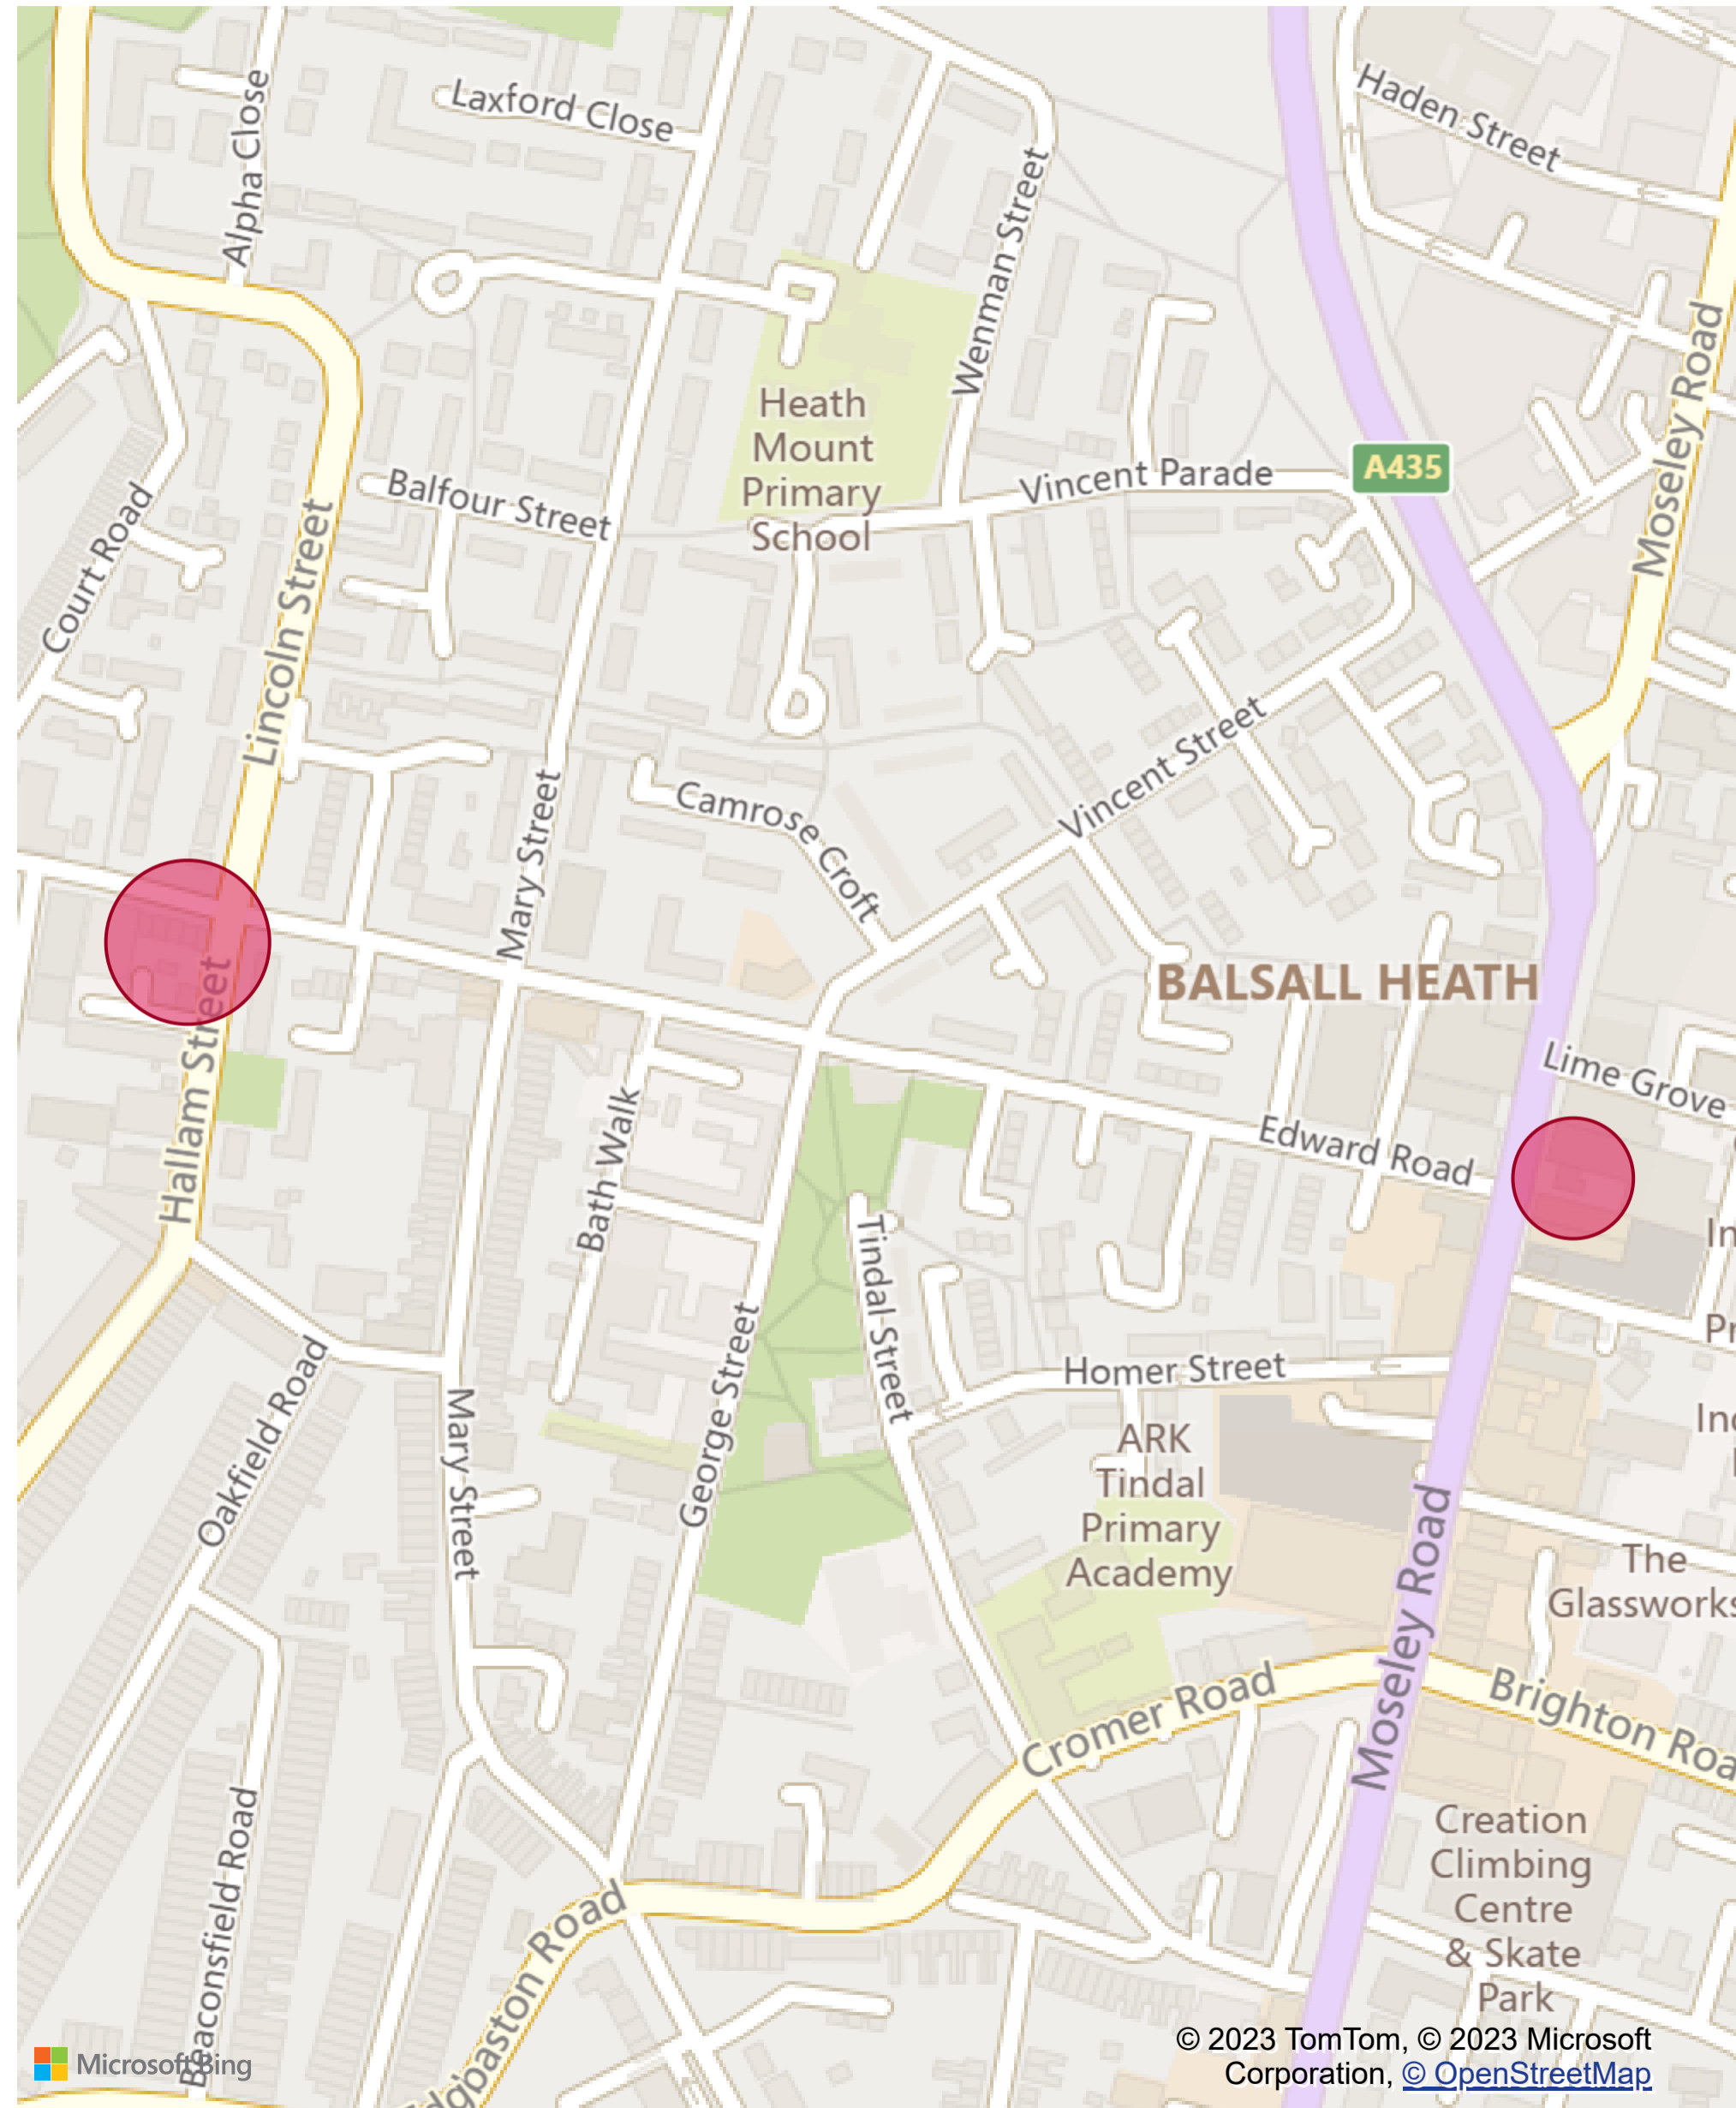 Laxford Close
Alpha Close
Haden Street
Wenman Street
Moseley Road
Heath
Mount
Primary
School
Balfour Street
Vincent Parade
A435
Court Road
Lincoln Street
Vincent Street
Camrose Croft
Mary Street
BALSALL HEATH
Hallam Street
Lime Grove
Bath Walk
Edward Road
Tindal Street
George Street
Homer Street
Oakfield Road
Mary Street
ARK
Tindal
Primary
Academy
Moseley Road
The
Glassworks
Cromer Road
Brighton Roa
Beaconsfield Road
Creation
Climbing
Centre
& Skate
Park
dgbaston Road
Microsoft Bing
© 2023 TomTom, © 2023 Microsoft
Corporation, © OpenStreetMap